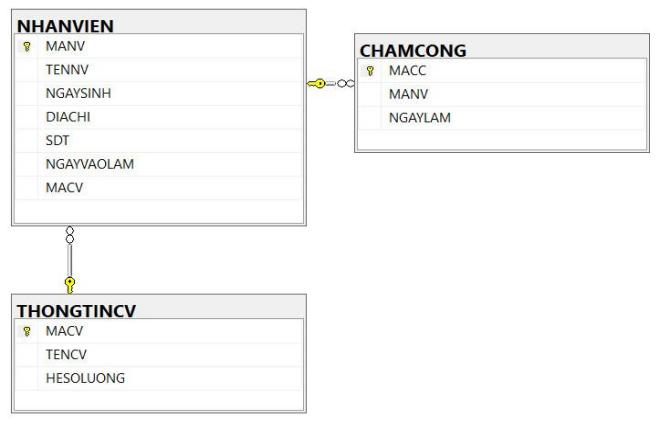 NHANVIEN
MANV
TENNV
NGAYSINH
DIACHI
SDT
NGAYVAOLAM
MACV
CHAMCONG
MACC
MANV
NGAYLAM
THONGTINCV
MACV
TENCV
HESOLUONG